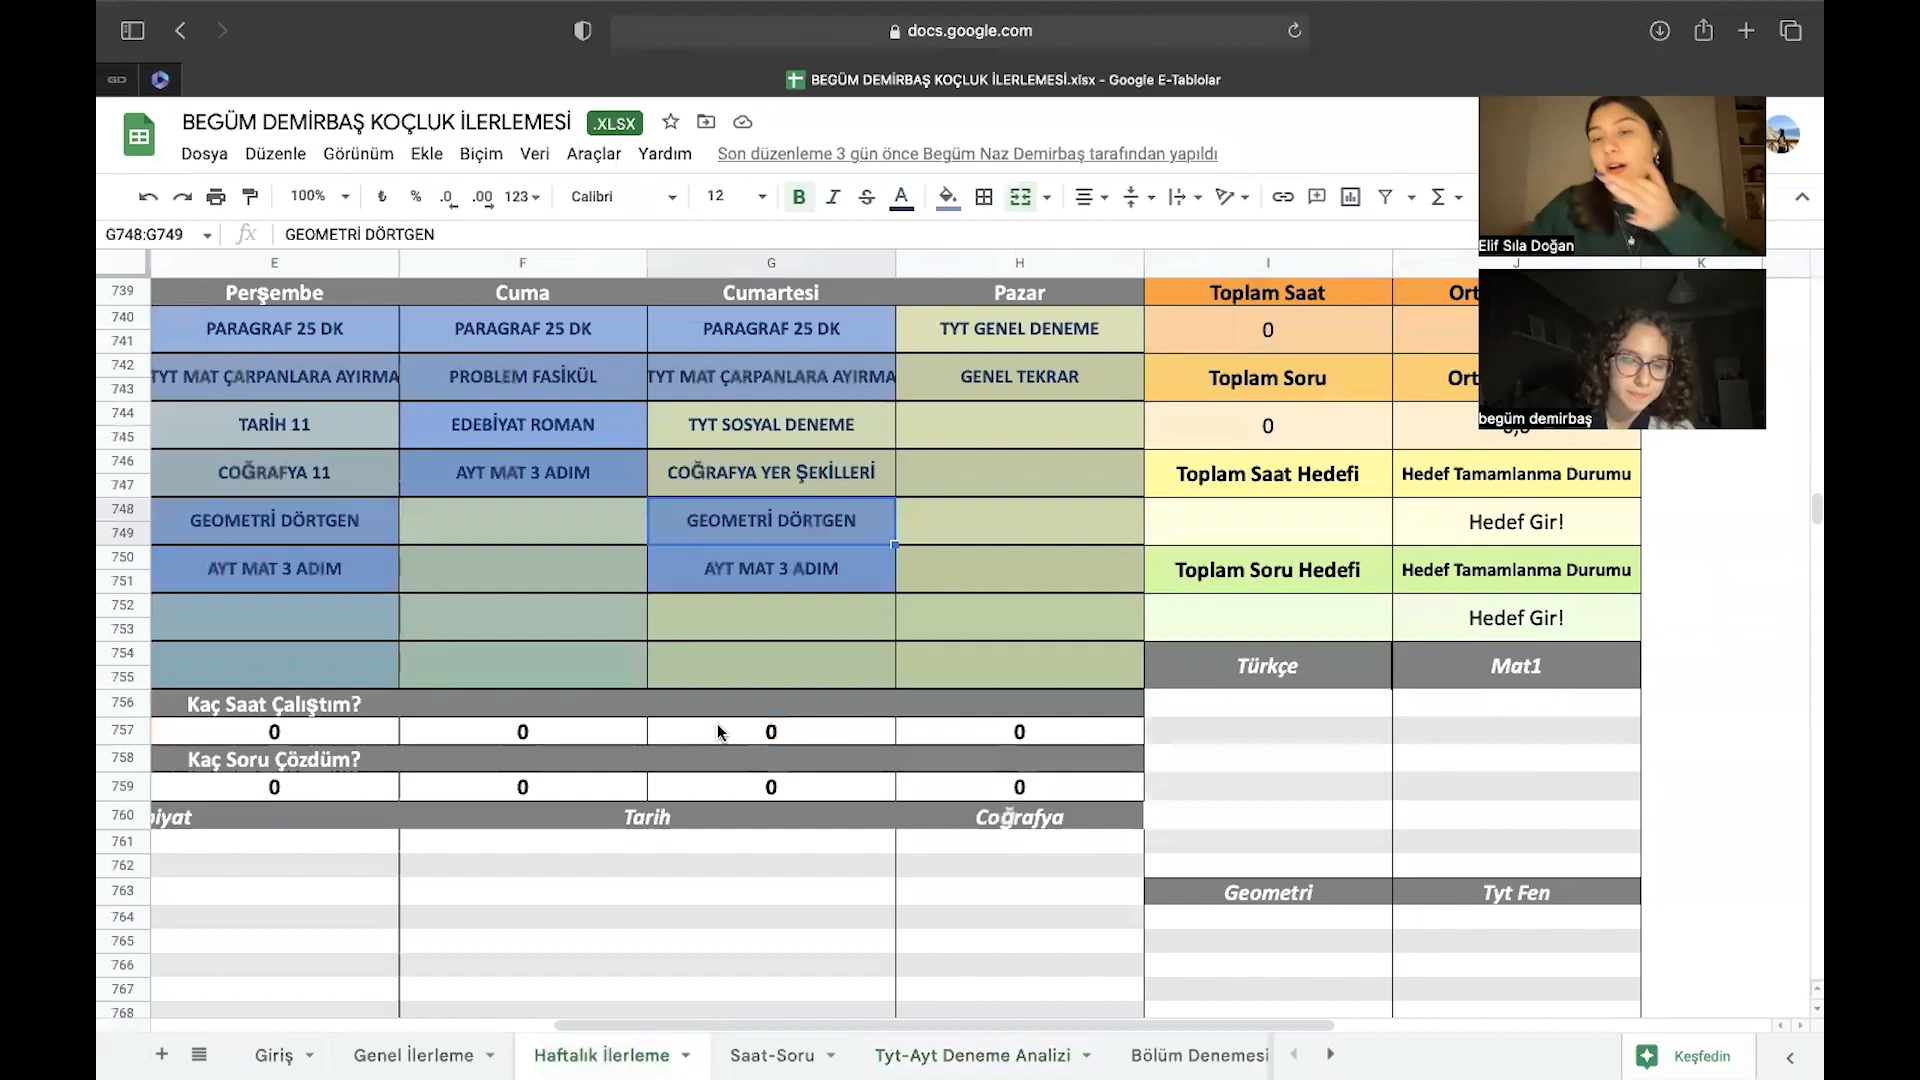 docs.google.com
GD
BEGÜM DEMİRBAŞ KOÇLUK İLERLEMESİ.xlsx - Google E-Tablolar
BEGÜM DEMİRBAŞ KOÇLUK İLERLEMESİ .XLSX
Dosya Düzenle Görünüm Ekle Biçim Veri Araçlar Yardım Son düzenleme 3 gün önce Begüm Naz Demirbaş tarafından yapıldı
100% ₺ % .0 .00 123 Calibri 12 B I S A Σ
Elif Sıla Doğan
G748:G749 fx GEOMETRİ DÖRTGEN
E F G H I J K
739 Perşembe Cuma Cumartesi Pazar Toplam Saat Ort
740 PARAGRAF 25 DK PARAGRAF 25 DK PARAGRAF 25 DK TYT GENEL DENEME 0
741
742 TYT MAT ÇARPANLARA AYIRMA PROBLEM FASİKÜL TYT MAT ÇARPANLARA AYIRMA GENEL TEKRAR Toplam Soru Ort
743
744 TARİH 11 EDEBİYAT ROMAN TYT SOSYAL DENEME 0
begüm demirbaş
745
746 COĞRAFYA 11 AYT MAT 3 ADIM COĞRAFYA YER ŞEKİLLERİ Toplam Saat Hedefi Hedef Tamamlanma Durumu
747
748 GEOMETRİ DÖRTGEN GEOMETRİ DÖRTGEN Hedef Gir!
749
750 AYT MAT 3 ADIM AYT MAT 3 ADIM Toplam Soru Hedefi Hedef Tamamlanma Durumu
751
752 Hedef Gir!
753
754 Türkçe Mat1
755
756 Kaç Saat Çalıştım?
757 0 0 0 0
758 Kaç Soru Çözdüm?
759 0 0 0 0
760 biyat Tarih Coğrafya
761
762
763 Geometri Tyt Fen
764
765
766
767
768
+ Giriş Genel İlerleme Haftalık İlerleme Saat-Soru Tyt-Ayt Deneme Analizi Bölüm Denemesi Keşfedin